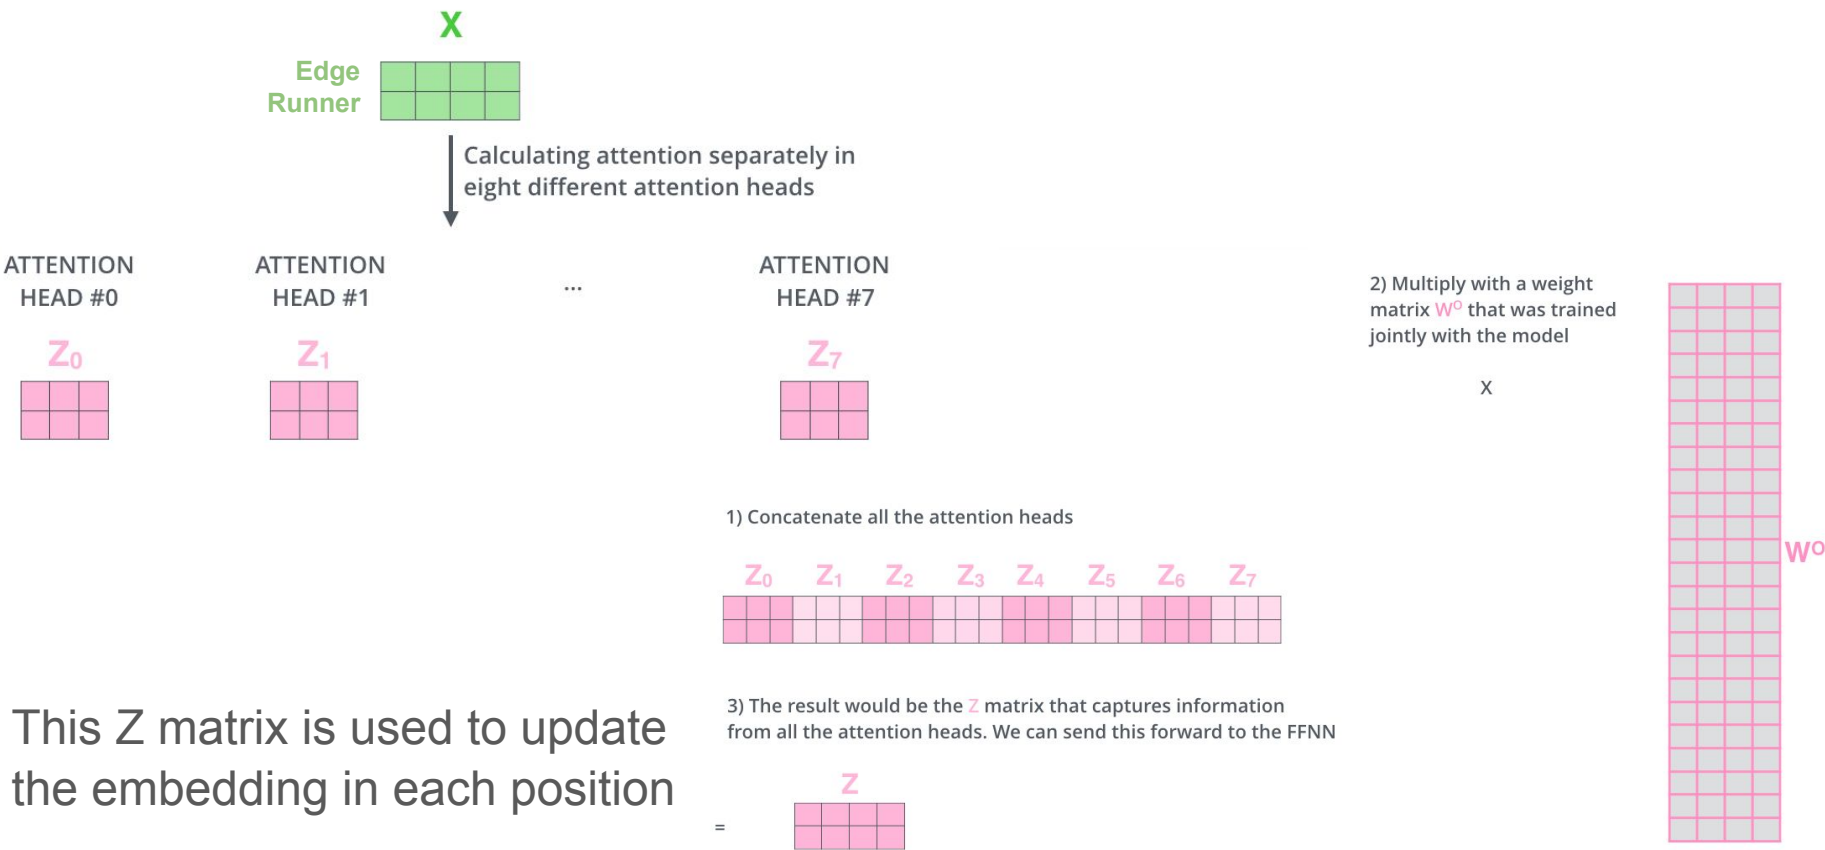 X
Edge
Runner
Calculating attention separately in
eight different attention heads
ATTENTION
HEAD #0
ATTENTION
HEAD #1
...
ATTENTION
HEAD #7
Z₀
Z₁
Z₇
2) Multiply with a weight
matrix Wᴼ that was trained
jointly with the model
X
Wᴼ
1) Concatenate all the attention heads
Z₀ Z₁ Z₂ Z₃ Z₄ Z₅ Z₆ Z₇
3) The result would be the Z matrix that captures information
from all the attention heads. We can send this forward to the FFNN
Z
=
This Z matrix is used to update
the embedding in each position